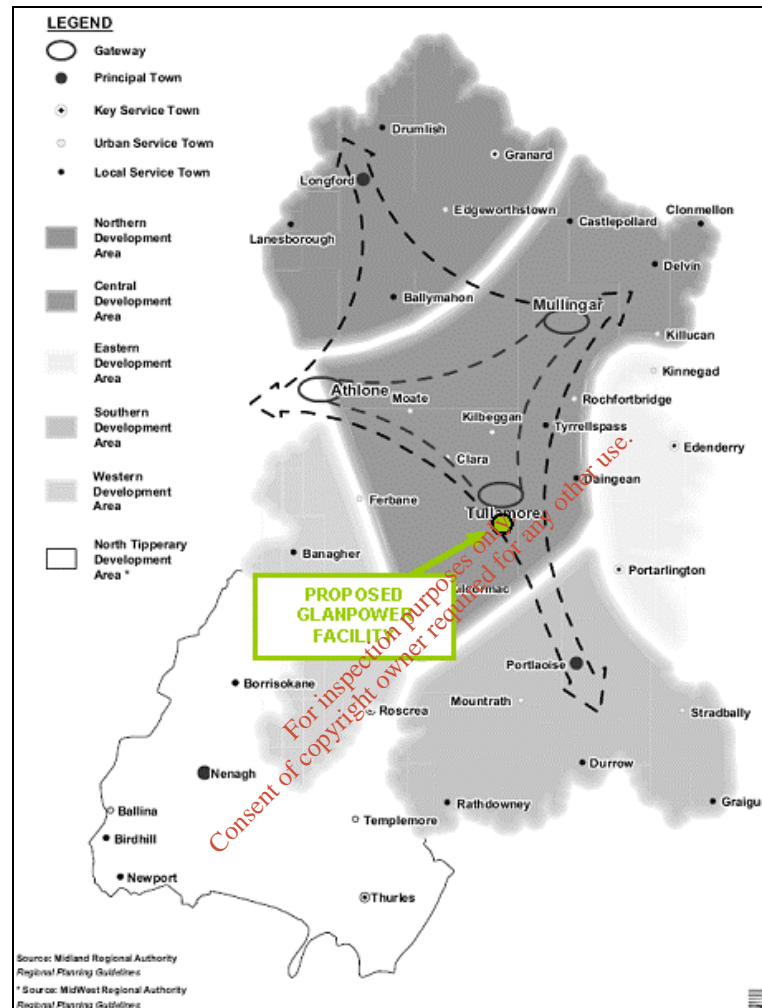 LEGEND
Gateway
Principal Town
Key Service Town
Urban Service Town
Local Service Town
Northern
Development
Area
Central
Development
Area
Eastern
Development
Area
Southern
Development
Area
Western
Development
Area
North Tipperary
Development
Area *
Drumlish
Granard
Longford
Edgeworthstown
Castlepollard
Clonmellon
Lanesborough
Delvin
Ballymahon
Mullingar
Killucan
Kinnegad
Athlone
Moate
Rochfortbridge
Kilbeggan
Tyrrellspass
Edenderry
Clara
Daingean
Ferbane
Tullamore
Banagher
Portarlington
PROPOSED
GLANPOWER
FACILITY
Portlaoise
Borrisokane
Mountrath
Roscrea
Stradbally
Nenagh
Durrow
Rathdowney
Graigu
Ballina
Templemore
Birdhill
Newport
Thurles
For inspection purposes only.
Consent of copyright owner required for any other use.
Source: Midland Regional Authority
Regional Planning Guidelines
* Source: MidWest Regional Authority
Regional Planning Guidelines